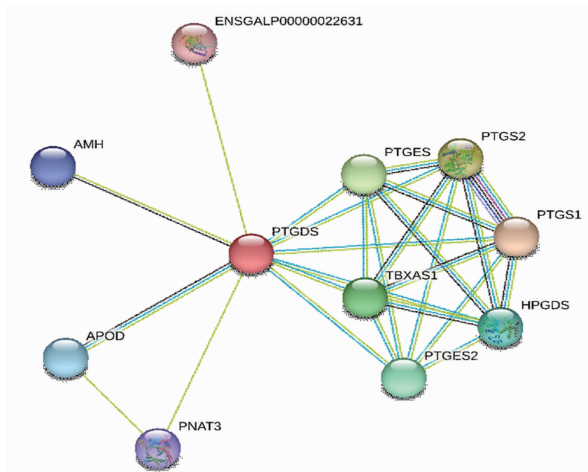 ENSGALP00000022631
PTGS2
AMH
PTGES
PTGS1
PTGDS
TBXAS1
HPGDS
APOD
PTGES2
PNAT3